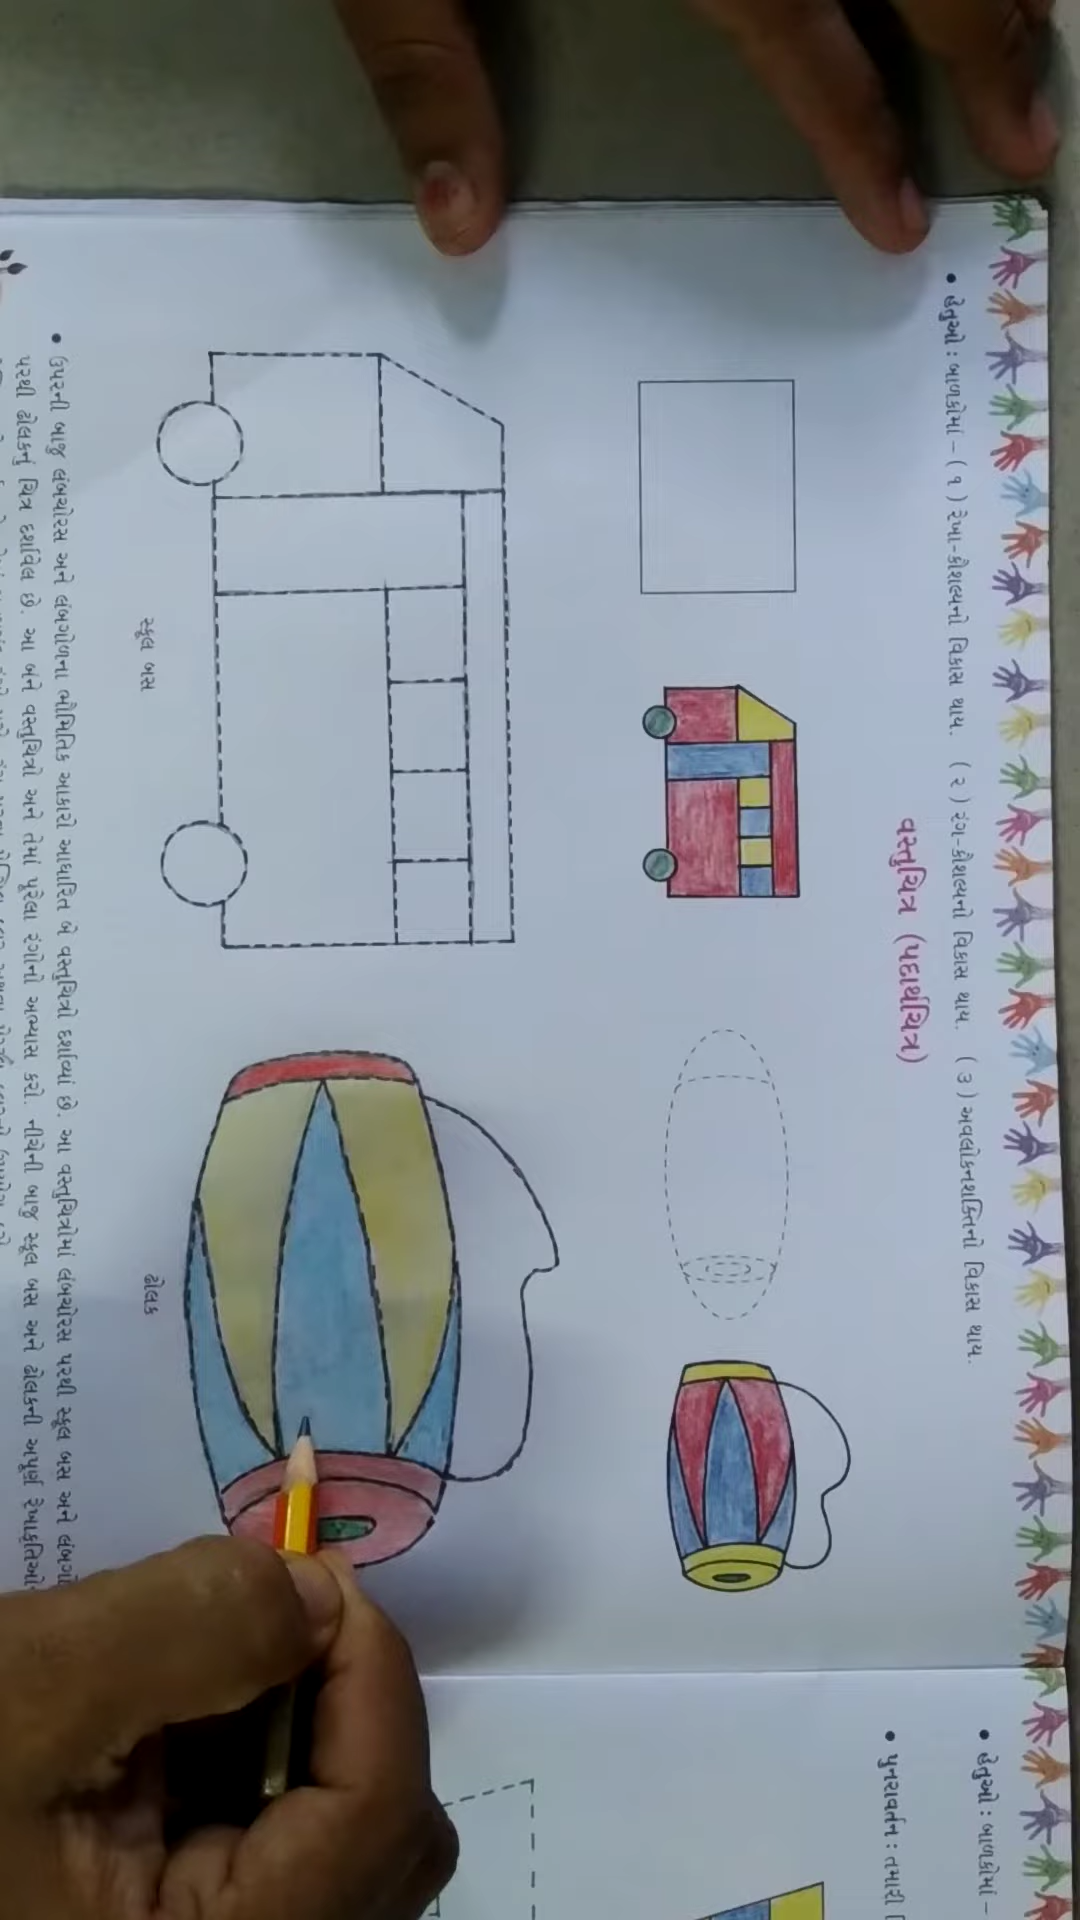 • હેતુઓ : બાળકોમાં – ( ૧ ) રેખા-કૌશલ્યનો વિકાસ થાય. ( ૨ ) રંગ-કૌશલ્યનો વિકાસ થાય. ( ૩ ) અવલોકનશક્તિનો વિકાસ થાય.
વસ્તુચિત્ર (પદાર્થચિત્ર)
સ્કૂલ બસ
ઢોલક
• ઉપરની બાજુ લંબચોરસ અને લંબગોળના ભૌમિતિક આકારો આધારિત બે વસ્તુચિત્રો દર્શાવ્યાં છે. આ વસ્તુચિત્રોમાં લંબચોરસ પરથી સ્કૂલ બસ અને
પરથી ઢોલકનું ચિત્ર દર્શાવેલ છે. આ બંને વસ્તુચિત્રો અને તેમાં પૂરેલા રંગોનો અભ્યાસ કરો. નીચેની બાજુ સ્કૂલ બસ અને ઢોલકની અપૂર્ણ રેખાકૃતિઓ
• હેતુઓ : બાળકોમાં –
• પુનરાવર્તન : તમારી